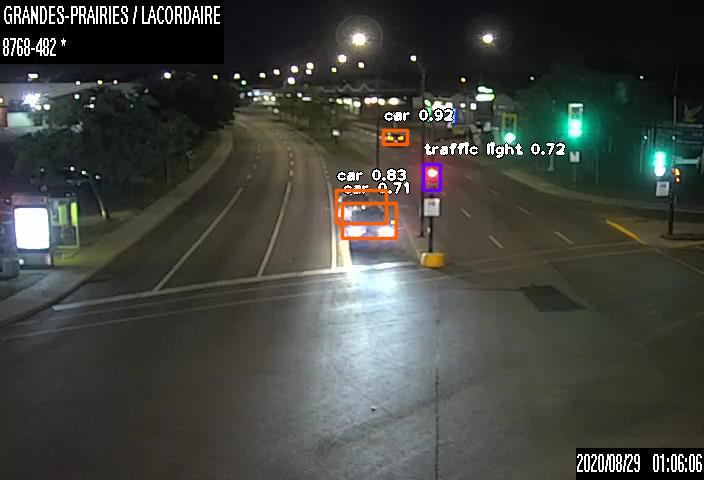 GRANDES-PRAIRIES / LACORDAIRE
8768-482 *
car 0.92
traffic light 0.72
car 0.83
car 0.71
2020/08/29 01:06:06